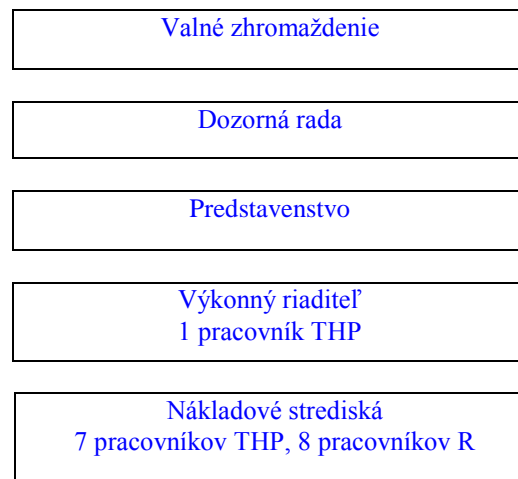 Valné zhromaždenie
Dozorná rada
Predstavenstvo
Výkonný riaditeľ
1 pracovník THP
Nákladové strediská
7 pracovníkov THP, 8 pracovníkov R